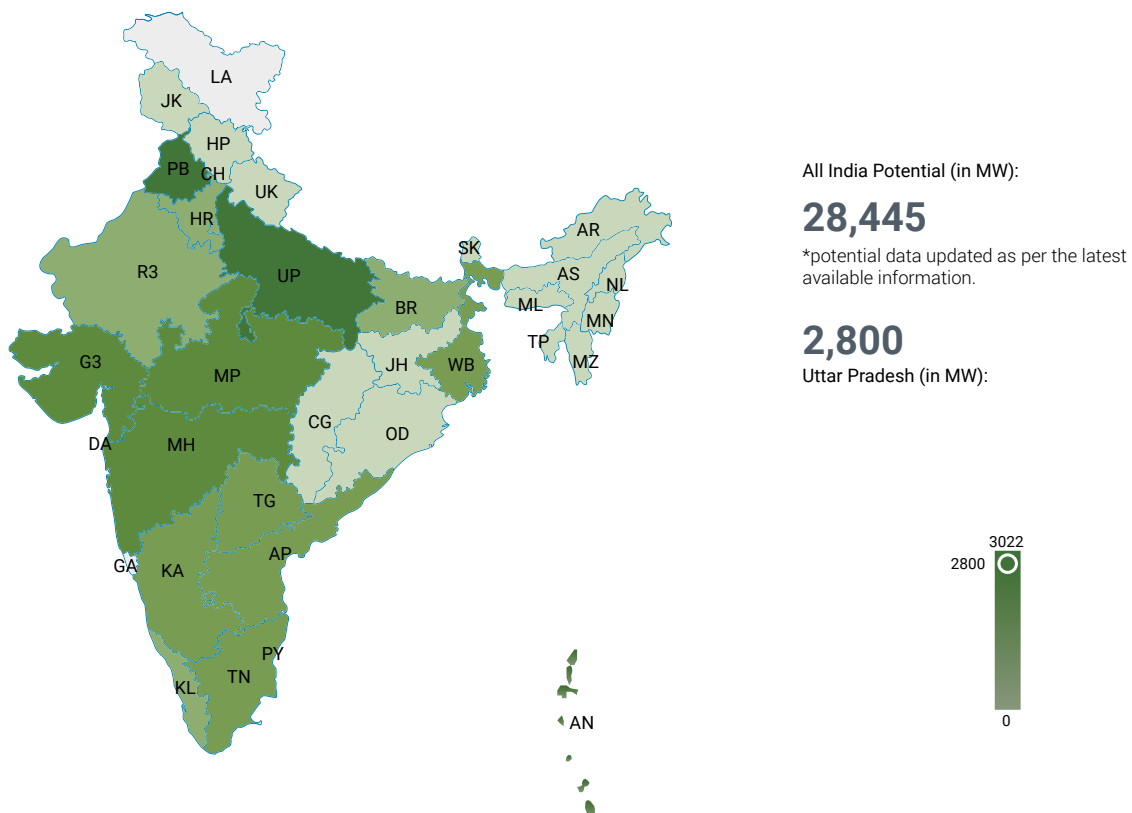 LA
JK
HP
PB
CH
UK
HR
AR
SK
R3
UP
AS
NL
BR
ML
MN
TP
G3
MP
JH
WB
MZ
CG
DA
MH
OD
TG
AP
GA
KA
PY
TN
KL
AN
All India Potential (in MW):
28,445
*potential data updated as per the latest
available information.
2,800
Uttar Pradesh (in MW):
3022
2800
0